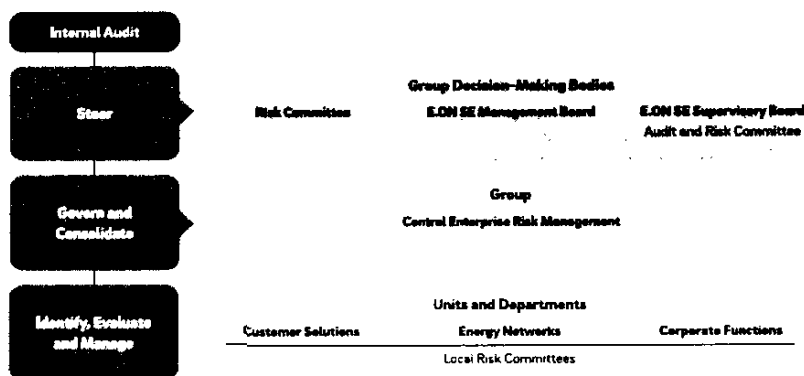 Internal Audit
Steer
Group Decision-Making Bodies
Risk Committee
E.ON SE Management Board
E.ON SE Supervisory Board
Audit and Risk Committee
Govern and
Consolidate
Group
Central Enterprise Risk Management
Identify, Evaluate
and Manage
Units and Departments
Customer Solutions
Energy Networks
Corporate Functions
Local Risk Committees